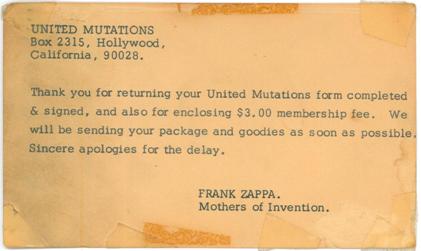 UNITED MUTATIONS
Box 2315, Hollywood,
California, 90028.
Thank you for returning your United Mutations form completed
& signed, and also for enclosing $3.00 membership fee. We
will be sending your package and goodies as soon as possible.
Sincere apologies for the delay.
FRANK ZAPPA.
Mothers of Invention.